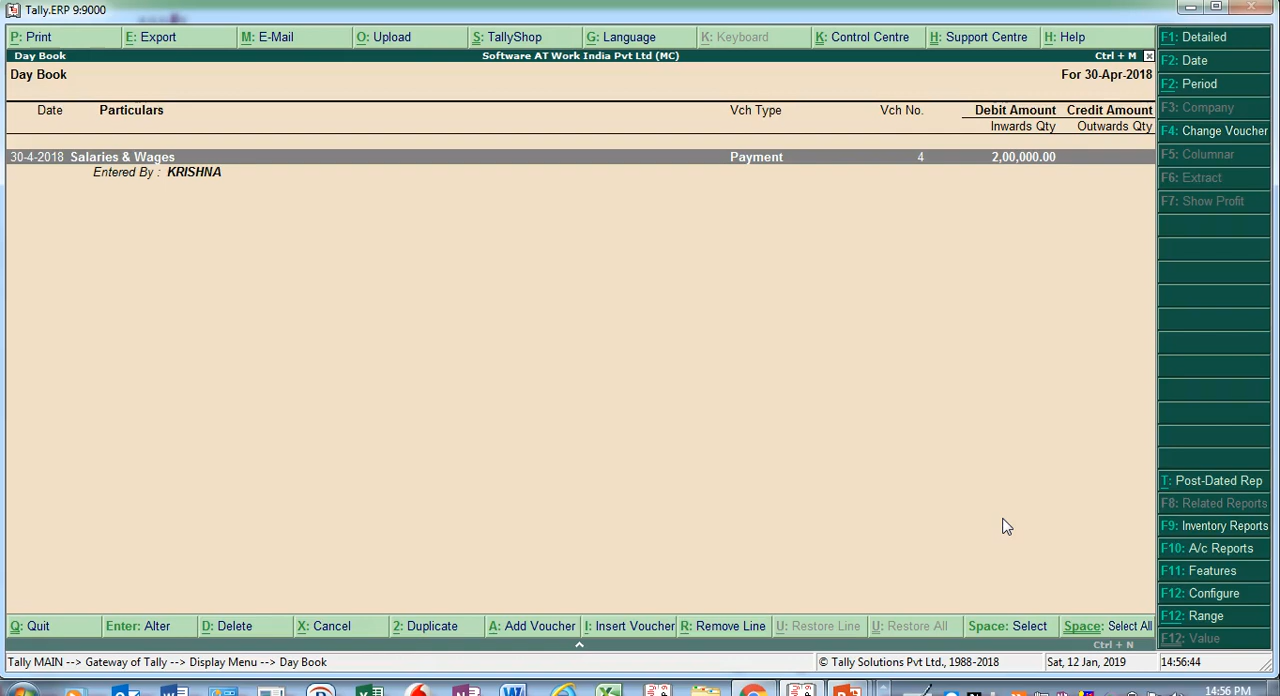 Tally.ERP 9:9000
P: Print E: Export M: E-Mail O: Upload S: TallyShop G: Language K: Keyboard K: Control Centre H: Support Centre H: Help
Day Book Software AT Work India Pvt Ltd (MC) Ctrl + M
Day Book For 30-Apr-2018
Date Particulars Vch Type Vch No. Debit Amount Credit Amount
Inwards Qty Outwards Qty
30-4-2018 Salaries & Wages Payment 4 2,00,000.00
Entered By : KRISHNA
F1: Detailed
F2: Date
F2: Period
F3: Company
F4: Change Voucher
F5: Columnar
F6: Extract
F7: Show Profit
T: Post-Dated Rep
F8: Related Reports
F9: Inventory Reports
F10: A/c Reports
F11: Features
F12: Configure
F12: Range
F12: Value
Q: Quit Enter: Alter D: Delete X: Cancel 2: Duplicate A: Add Voucher I: Insert Voucher R: Remove Line U: Restore Line U: Restore All Space: Select Space: Select All
Ctrl + N
Tally MAIN --> Gateway of Tally --> Display Menu --> Day Book © Tally Solutions Pvt Ltd., 1988-2018 Sat, 12 Jan, 2019 14:56:44
14:56 PM